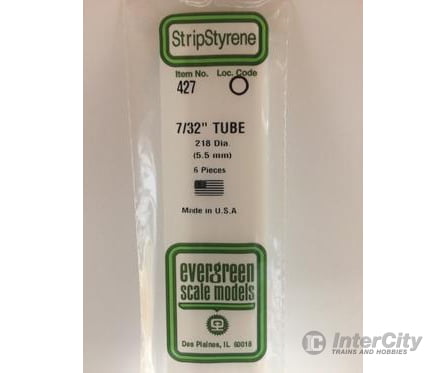 StripStyrene
Item No. Loc. Code
427
7/32" TUBE
218 Dia
(5.5 mm)
6 Pieces
Made in U.S.A
evergreen
scale models
Des Plaines, IL 60018
InterCity
TRAINS AND HOBBIES